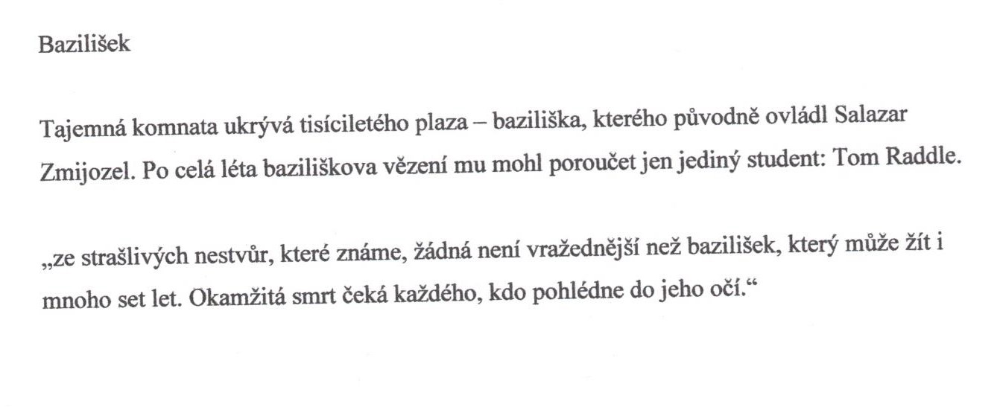 Bazilišek
Tajemná komnata ukrývá tisíciletého plaza – baziliška, kterého původně ovládl Salazar
Zmijozel. Po celá léta baziliškova vězení mu mohl poroučet jen jediný student: Tom Raddle.
„ze strašlivých nestvůr, které známe, žádná není vražednější než bazilišek, který může žít i
mnoho set let. Okamžitá smrt čeká každého, kdo pohlédne do jeho očí.“